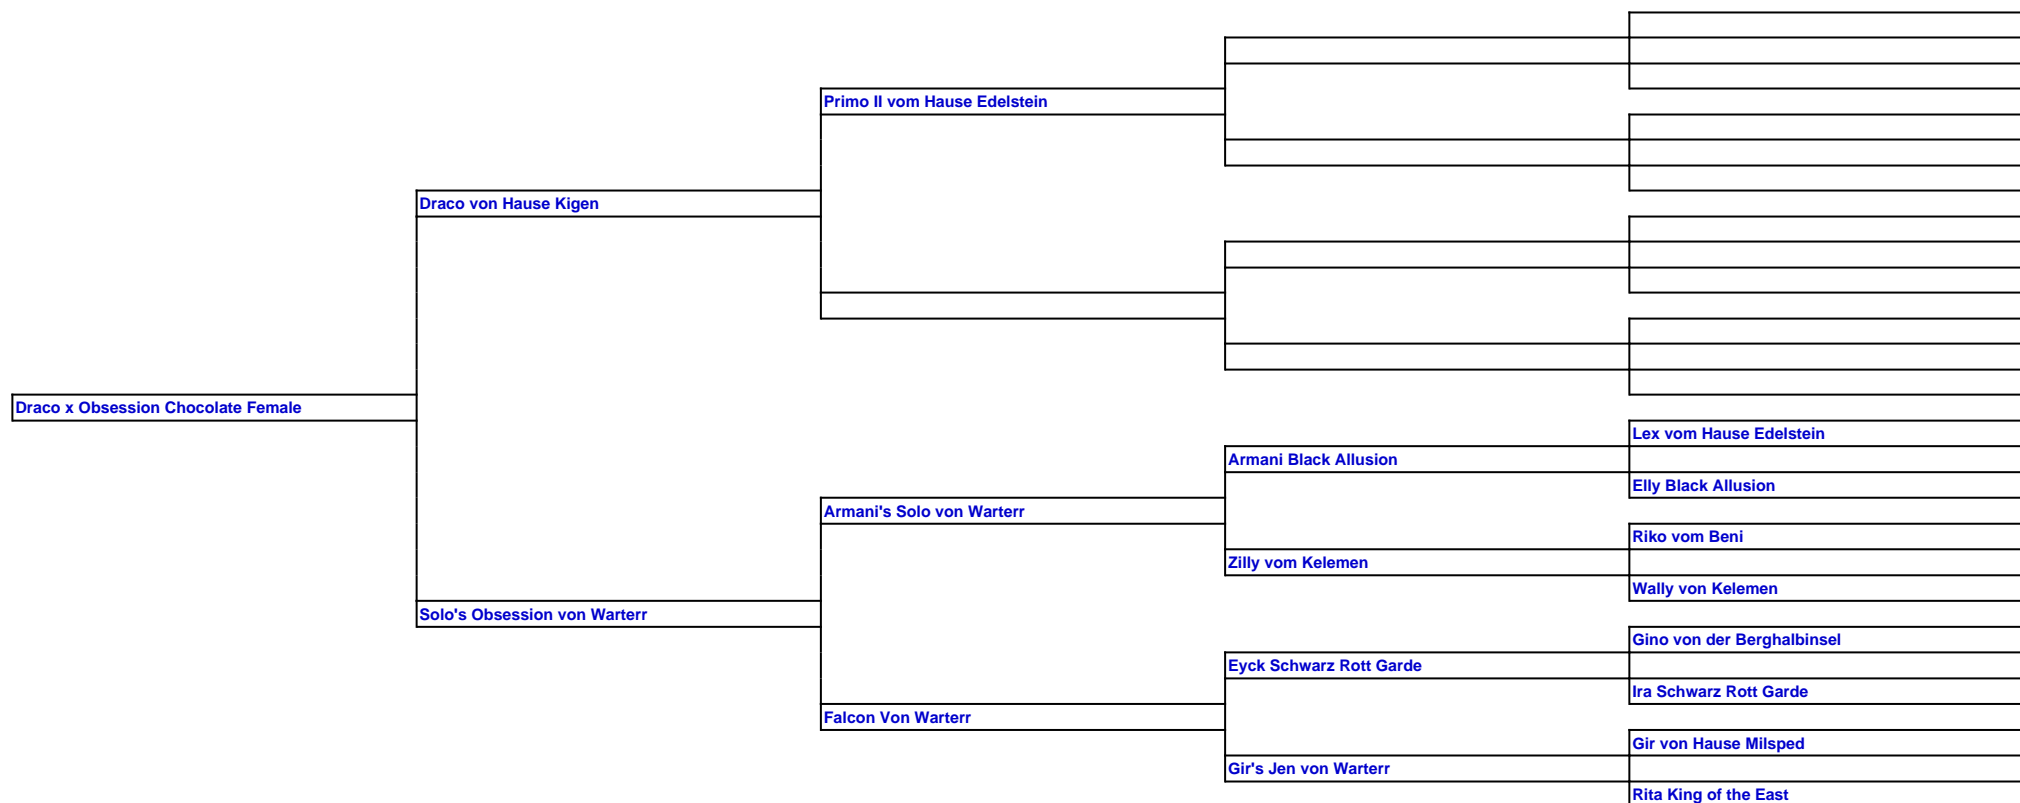 Primo II vom Hause Edelstein
Draco von Hause Kigen
Draco x Obsession Chocolate Female
Lex vom Hause Edelstein
Armani Black Allusion
Elly Black Allusion
Armani's Solo von Warterr
Riko vom Beni
Zilly vom Kelemen
Wally von Kelemen
Solo's Obsession von Warterr
Gino von der Berghalbinsel
Eyck Schwarz Rott Garde
Ira Schwarz Rott Garde
Falcon Von Warterr
Gir von Hause Milsped
Gir's Jen von Warterr
Rita King of the East